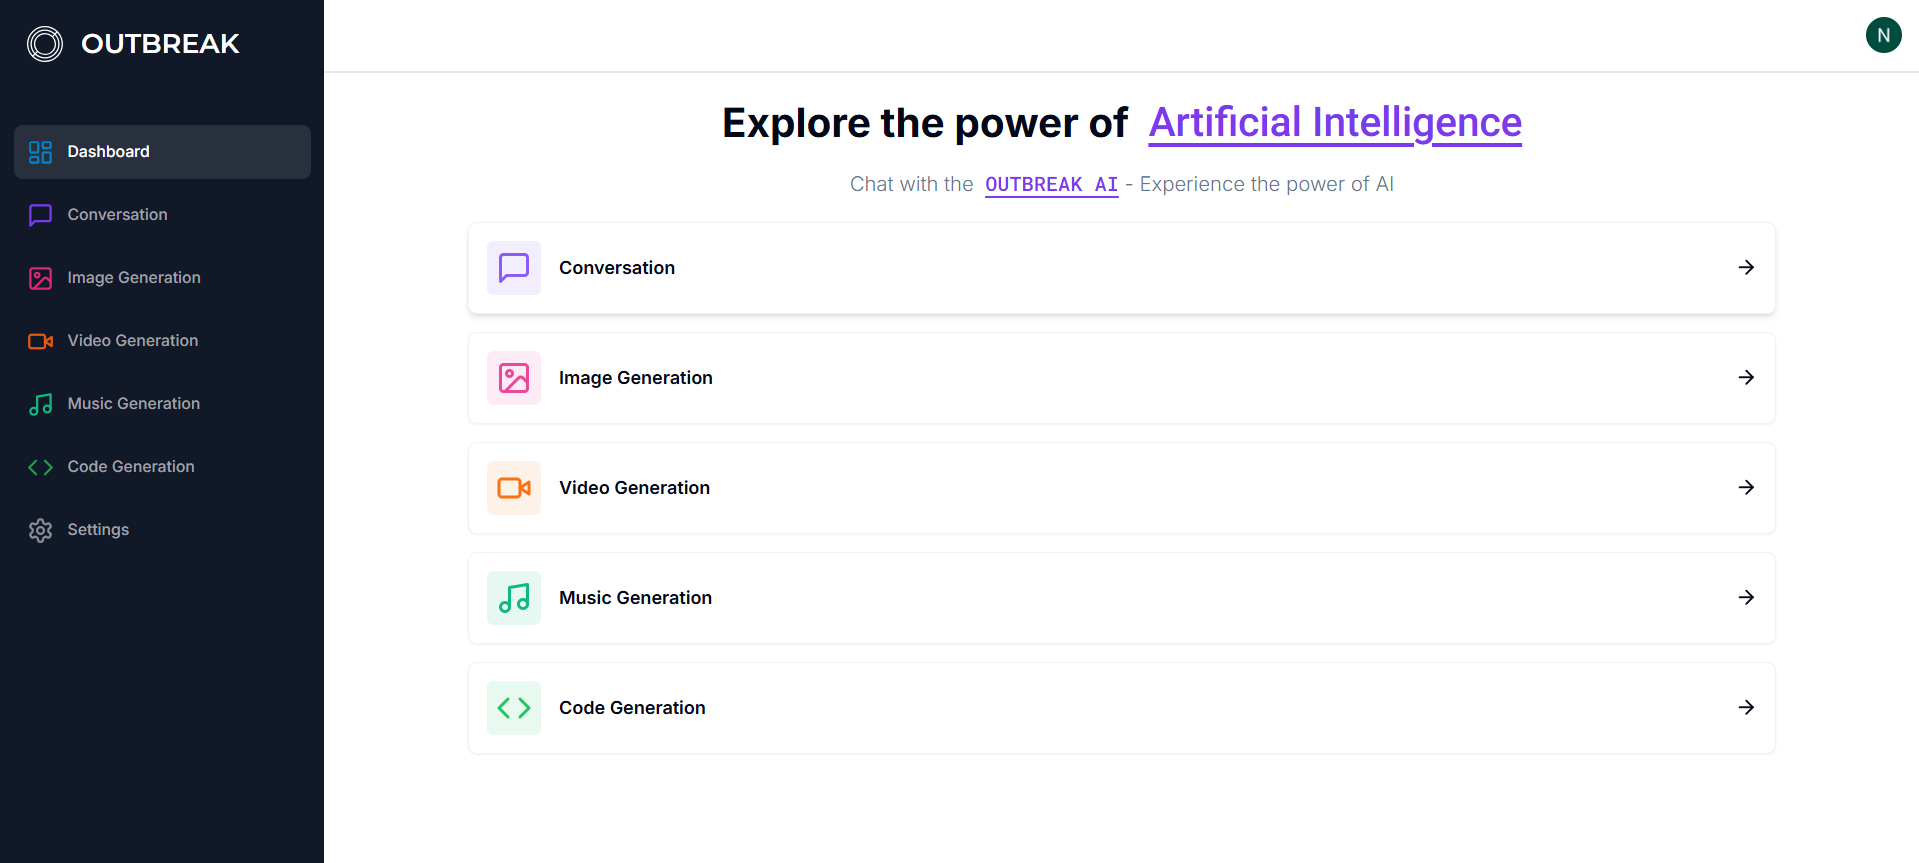 OUTBREAK
Dashboard
Conversation
Image Generation
Video Generation
Music Generation
Code Generation
Settings
N
Explore the power of Artificial Intelligence
Chat with the OUTBREAK AI - Experience the power of AI
Conversation
Image Generation
Video Generation
Music Generation
Code Generation